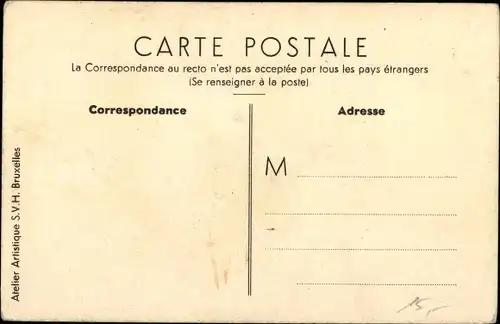 CARTE POSTALE
La Correspondance au recto n'est pas acceptée par tous les pays étrangers
(Se renseigner à la poste)
Correspondance
Adresse
M
Atelier Artistique S.V.H. Bruxelles
15,-